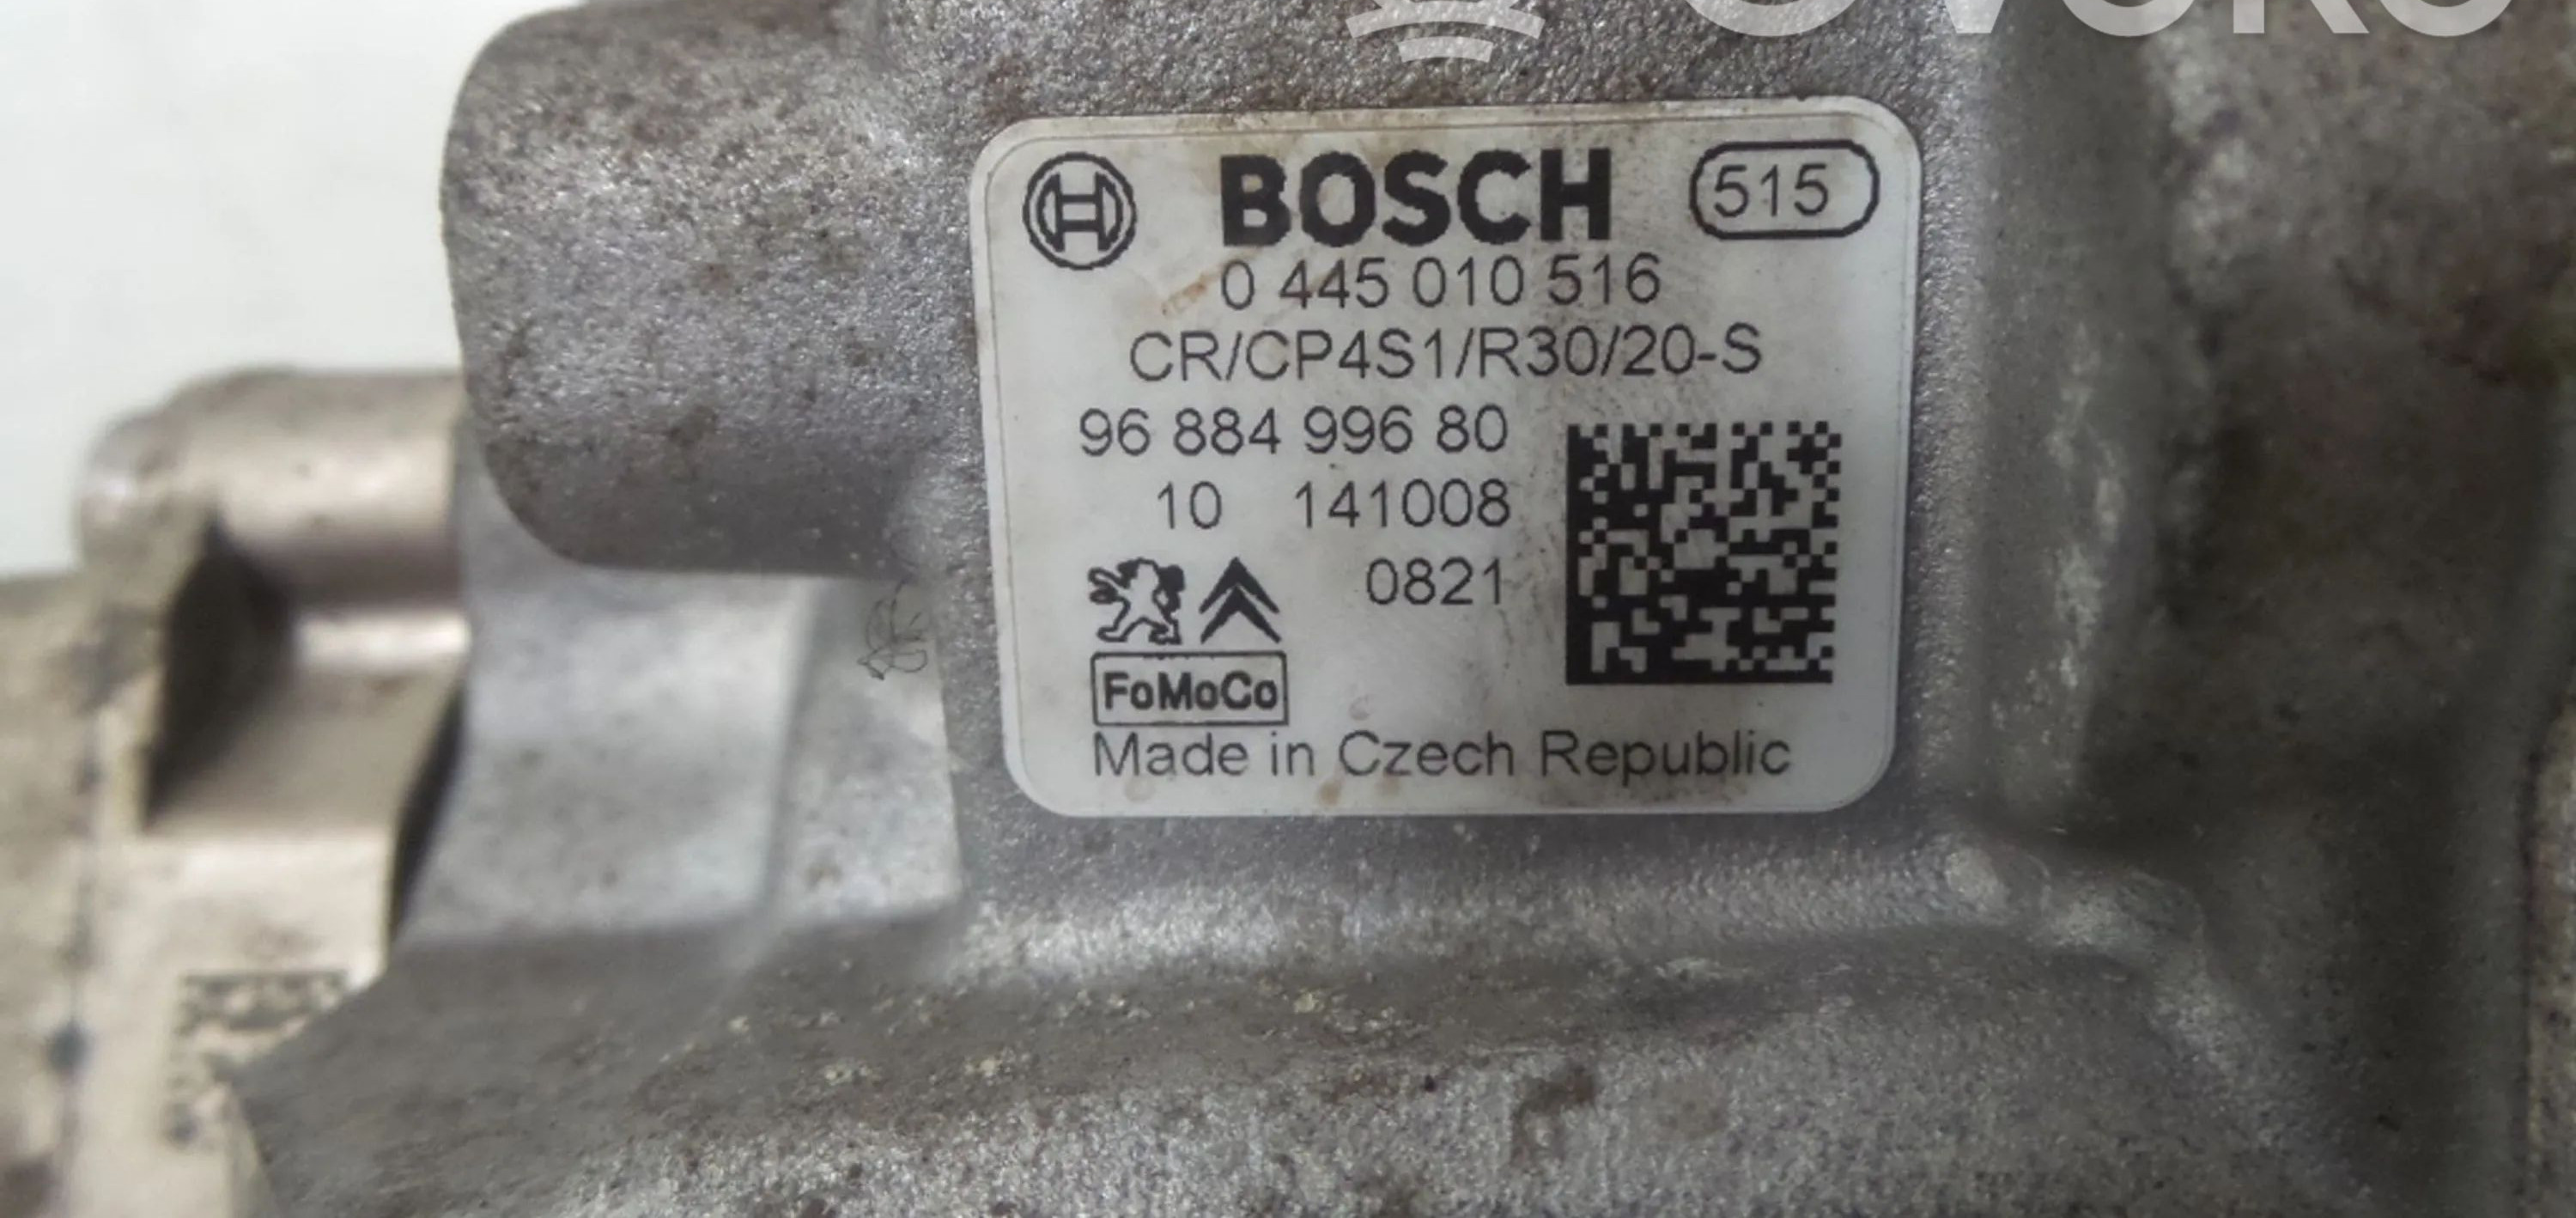 BOSCH 515
0 445 010 516
CR/CP4S1/R30/20-S
96 884 996 80
10 141008
0821
FoMoCo
Made in Czech Republic